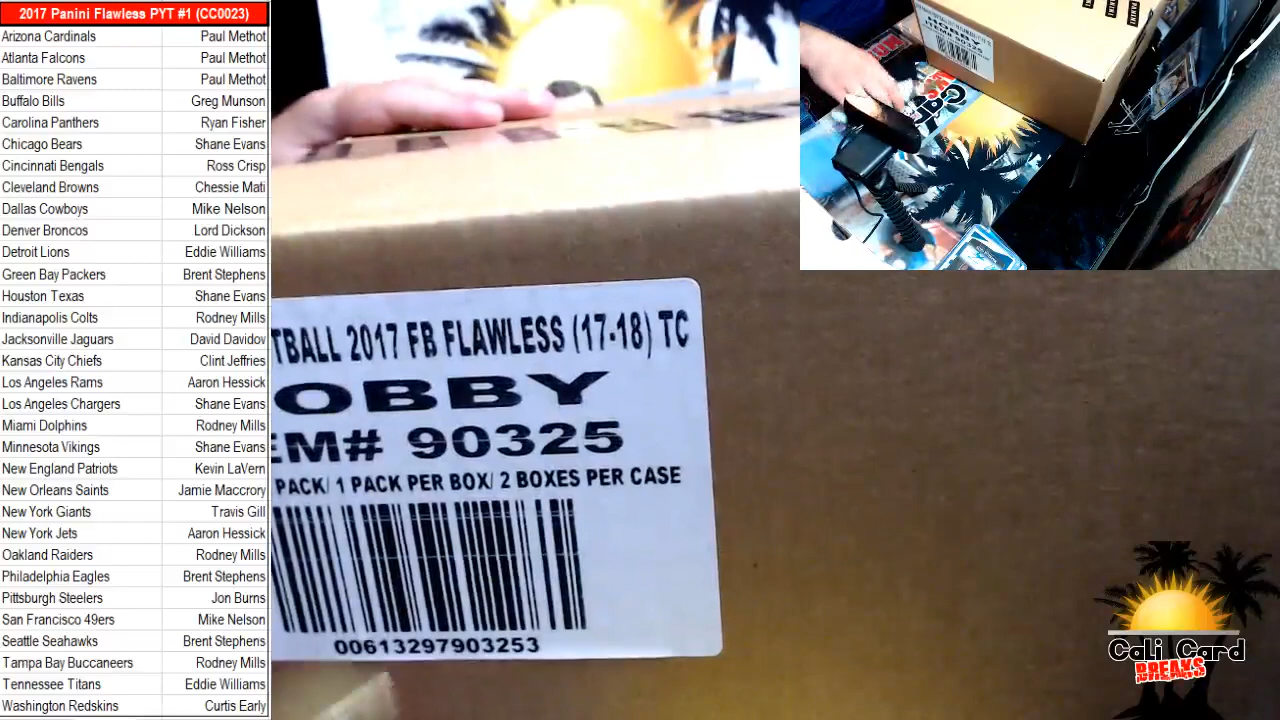 2017 Panini Flawless PYT #1 (CC0023)
Arizona Cardinals Paul Methot
Atlanta Falcons Paul Methot
Baltimore Ravens Paul Methot
Buffalo Bills Greg Munson
Carolina Panthers Ryan Fisher
Chicago Bears Shane Evans
Cincinnati Bengals Ross Crisp
Cleveland Browns Chessie Mati
Dallas Cowboys Mike Nelson
Denver Broncos Lord Dickson
Detroit Lions Eddie Williams
Green Bay Packers Brent Stephens
Houston Texas Shane Evans
Indianapolis Colts Rodney Mills
Jacksonville Jaguars David Davidov
Kansas City Chiefs Clint Jeffries
Los Angeles Rams Aaron Hessick
Los Angeles Chargers Shane Evans
Miami Dolphins Rodney Mills
Minnesota Vikings Shane Evans
New England Patriots Kevin LaVern
New Orleans Saints Jamie Maccrory
New York Giants Travis Gill
New York Jets Aaron Hessick
Oakland Raiders Rodney Mills
Philadelphia Eagles Brent Stephens
Pittsburgh Steelers Jon Burns
San Francisco 49ers Mike Nelson
Seattle Seahawks Brent Stephens
Tampa Bay Buccaneers Rodney Mills
Tennessee Titans Eddie Williams
Washington Redskins Curtis Early
TBALL 2017 FB FLAWLESS (17-18) TC
OBBY
EM# 90325
PACK/ 1 PACK PER BOX/ 2 BOXES PER CASE
00613297903253
HOBBY
ITEM# 90325
PANINI
Cali Card
BREAKS